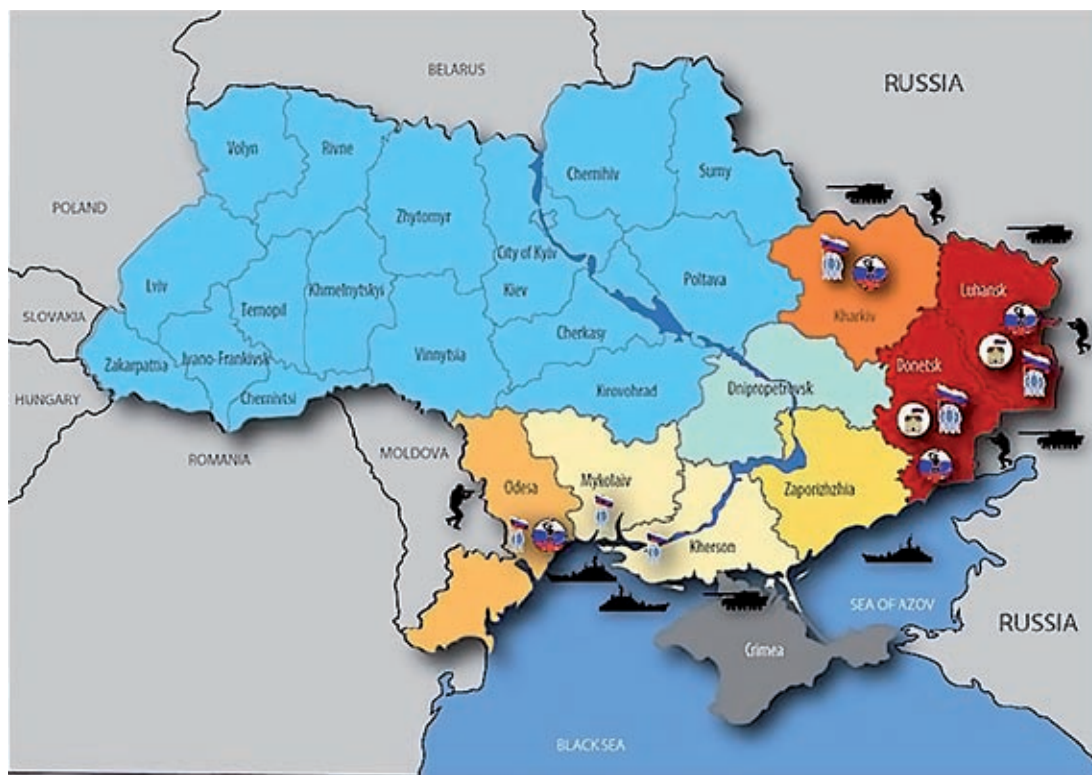 BELARUS
RUSSIA
Volyn
Rivne
Chernihiv
Sumy
Zhytomyr
POLAND
City of Kyiv
Lviv
Ternopil
Khmelnytskyi
Kiev
Poltava
Kharkiv
Luhansk
SLOVAKIA
Cherkasy
Zakarpatna
Ivano-Frankivsk
Vinnytsia
Donetsk
HUNGARY
Chernivtsi
Kirovohrad
Dnipropetrovsk
ROMANIA
MOLDOVA
Odesa
Mykolaiv
Zaporizhzhia
Kherson
SEA OF AZOV
RUSSIA
Crimea
BLACK SEA